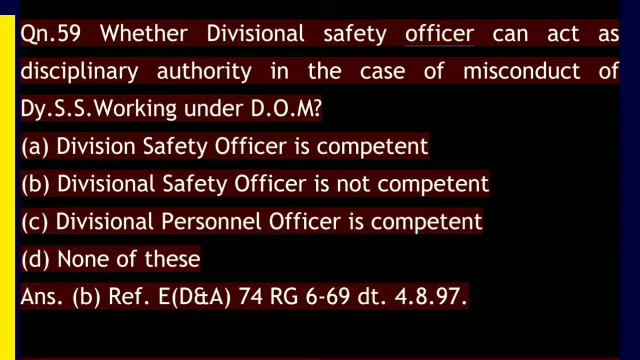 Qn.59 Whether Divisional safety officer can act as
disciplinary authority in the case of misconduct of
Dy.S.S.Working under D.O.M?
(a) Division Safety Officer is competent
(b) Divisional Safety Officer is not competent
(c) Divisional Personnel Officer is competent
(d) None of these
Ans. (b) Ref. E(D&A) 74 RG 6-69 dt. 4.8.97.